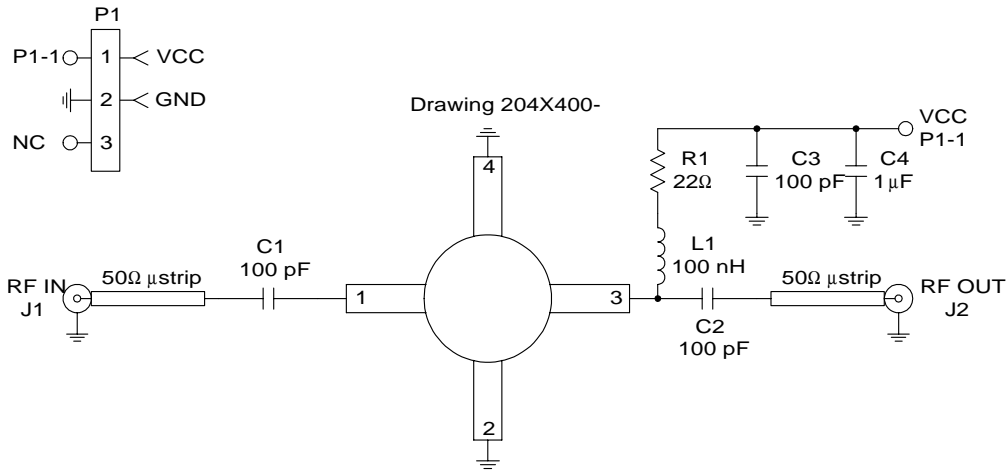 P1
P1-1 1 VCC
2 GND
NC 3
Drawing 204X400-
4
VCC
P1-1
R1
22Ω
C3
100 pF
C4
1 μF
L1
100 nH
C1
100 pF
RF IN
J1
50Ω μstrip
1
3
50Ω μstrip
RF OUT
J2
C2
100 pF
2